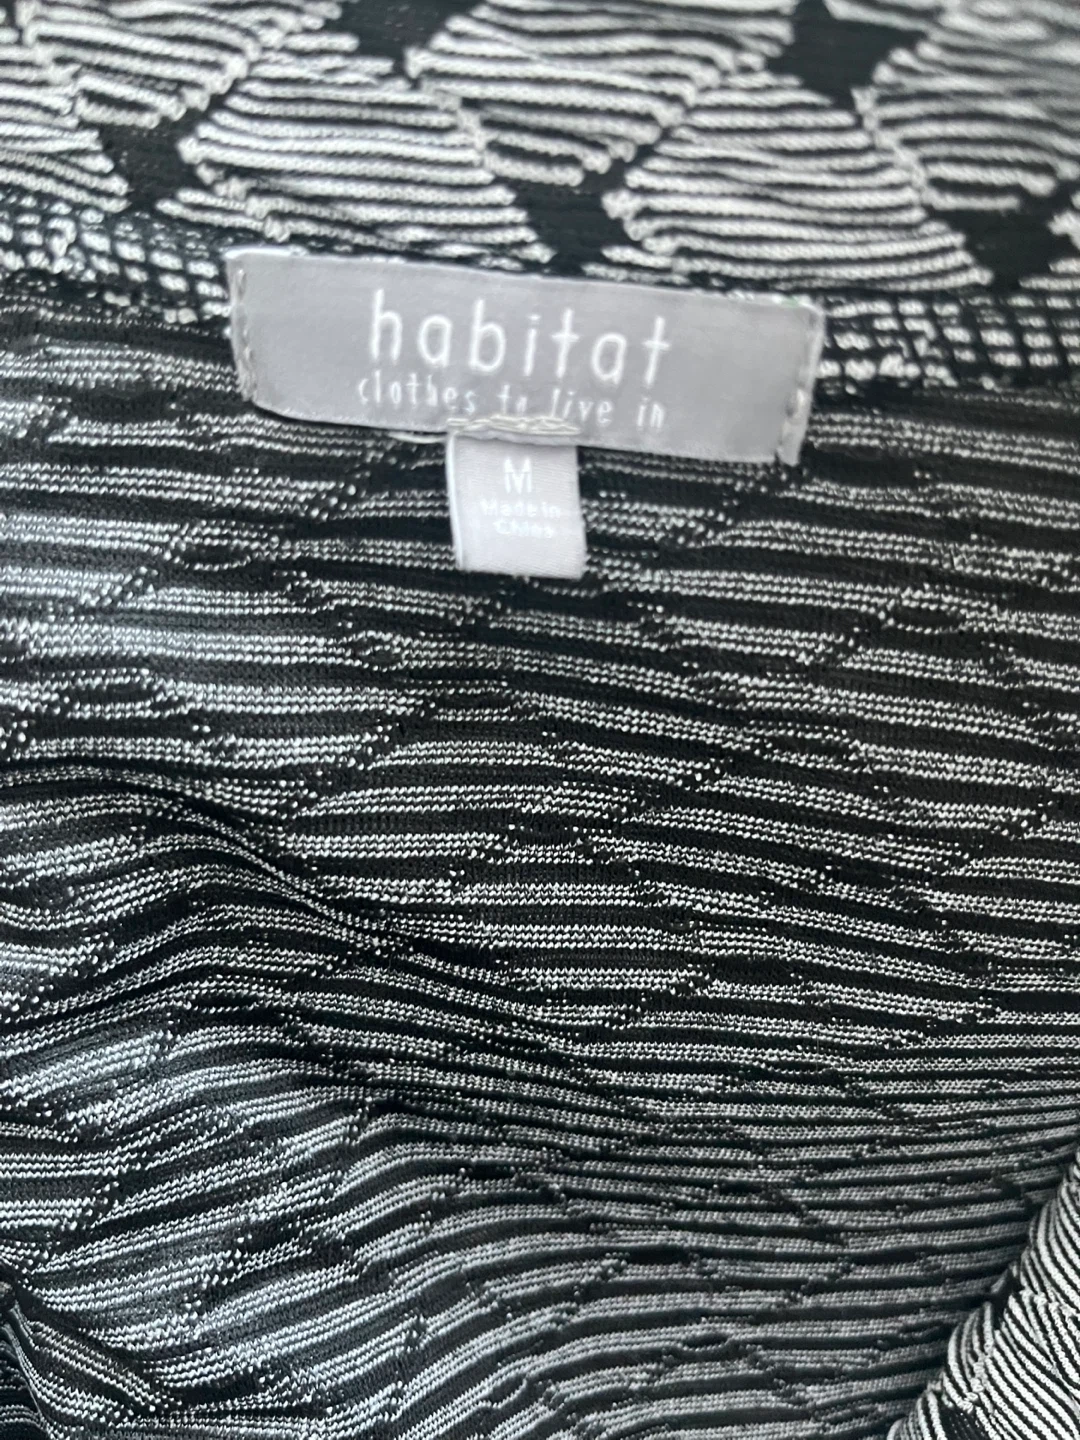 habitat
clothes to live in
M
Made in
China